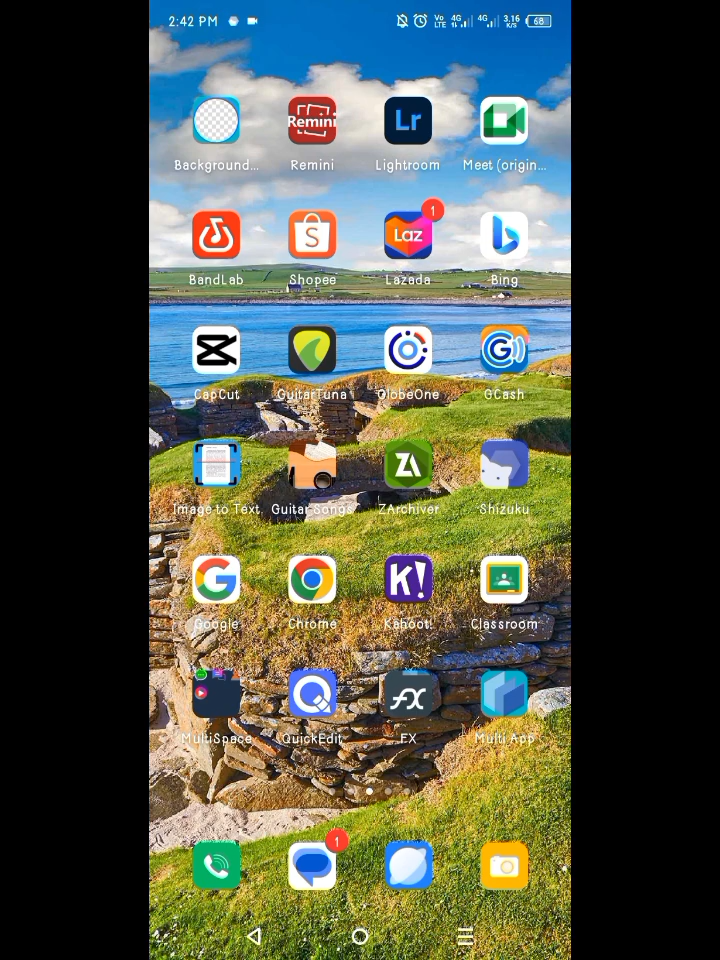 2:42 PM Vo LTE 4G 4G 3.16 K/S 68
Remini Lr
Background... Remini Lightroom Meet (origin...
1
S Laz b
BandLab Shopee Lazada Bing
G
CapCut GuitarTuna GlobeOne GCash
ZA
Image to Text Guitar Songs ZArchiver Shizuku
G K!
Google Chrome Kahoot! Classroom
FX
MultiSpace QuickEdit FX Multi App
1